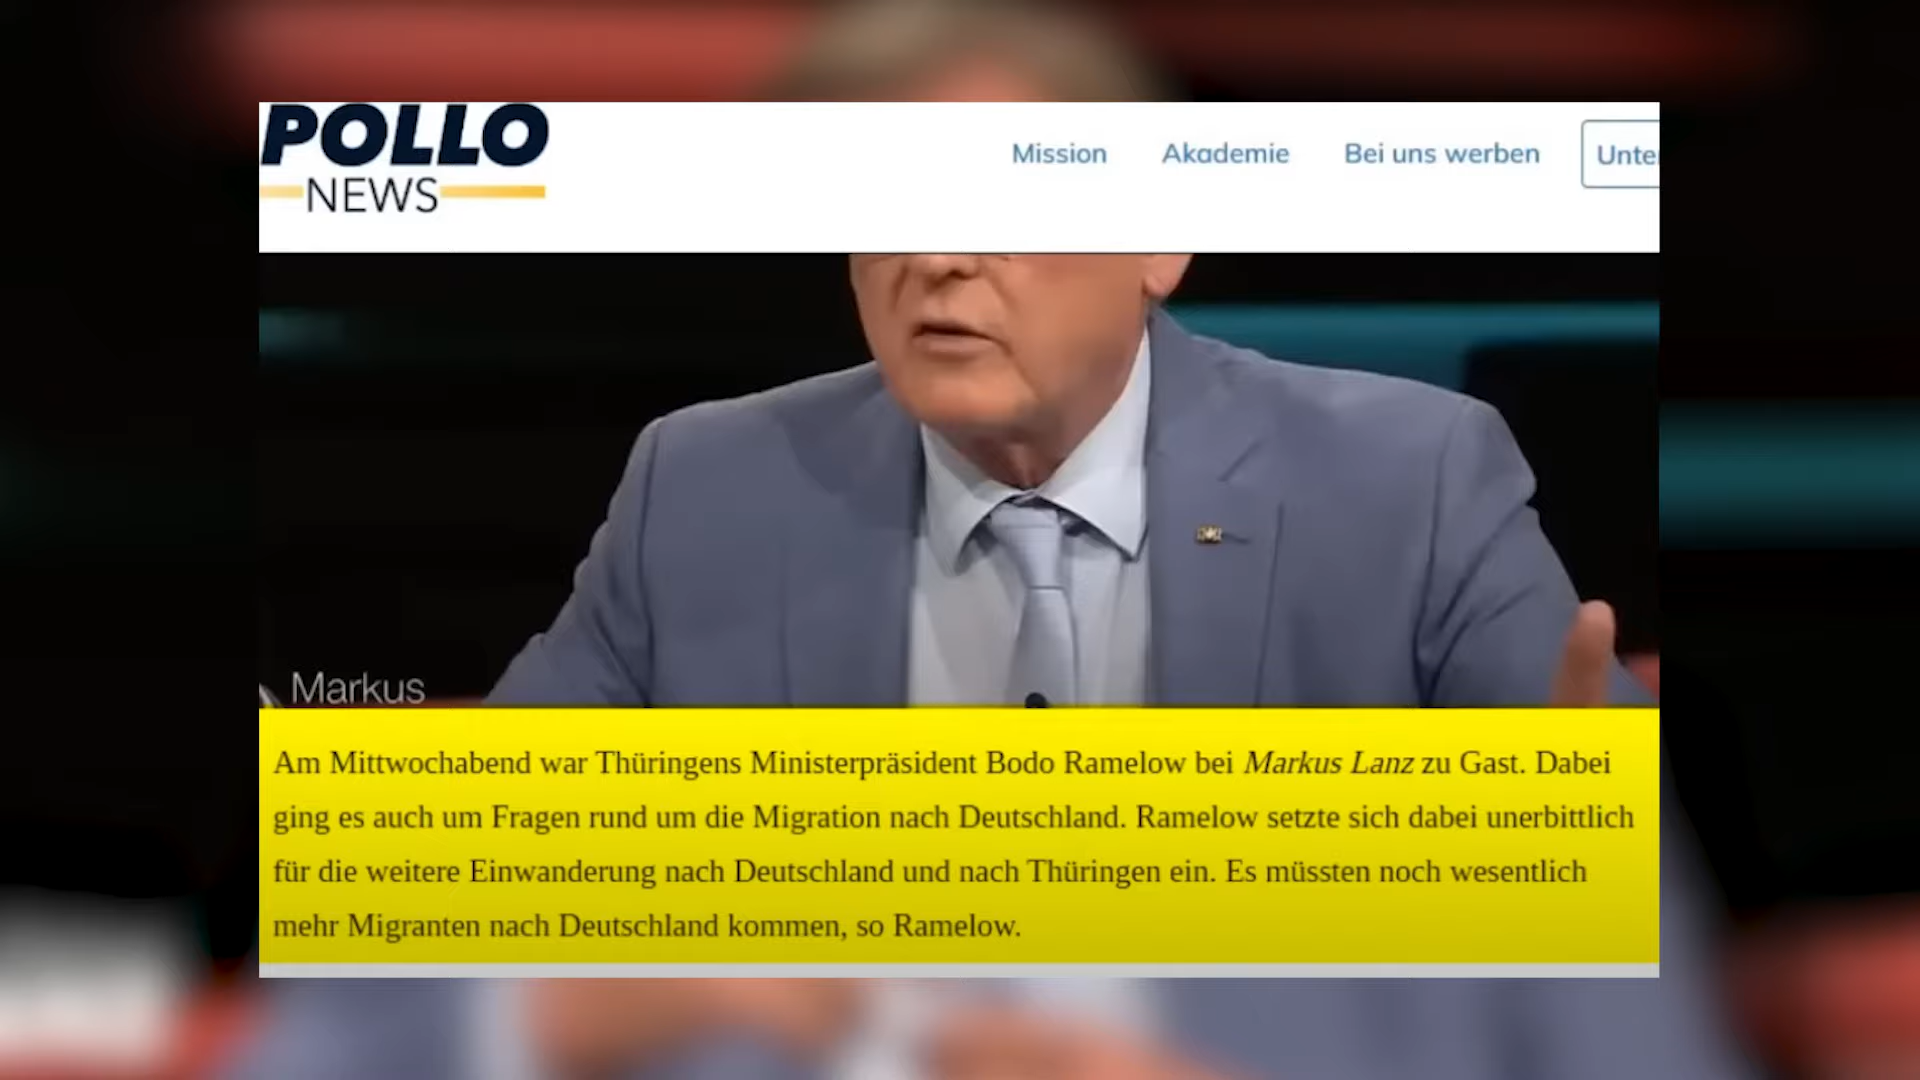 POLLO
NEWS
Mission Akademie Bei uns werben
Markus
Am Mittwochabend war Thüringens Ministerpräsident Bodo Ramelow bei Markus Lanz zu Gast. Dabei
ging es auch um Fragen rund um die Migration nach Deutschland. Ramelow setzte sich dabei unerbittlich
für die weitere Einwanderung nach Deutschland und nach Thüringen ein. Es müssten noch wesentlich
mehr Migranten nach Deutschland kommen, so Ramelow.